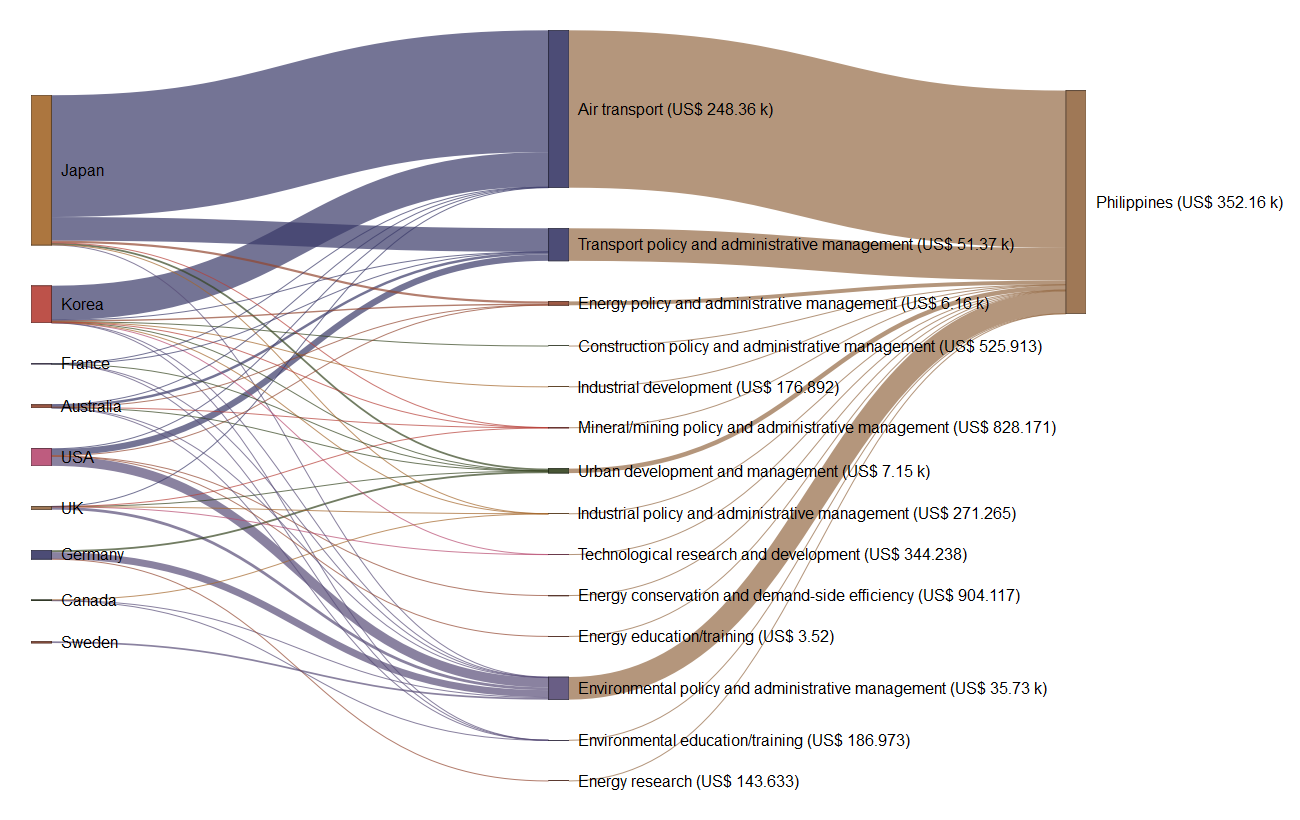 Japan
Korea
France
Australia
USA
UK
Germany
Canada
Sweden
Air transport (US$ 248.36 k)
Transport policy and administrative management (US$ 51.37 k)
Energy policy and administrative management (US$ 6.16 k)
Construction policy and administrative management (US$ 525.913)
Industrial development (US$ 176.892)
Mineral/mining policy and administrative management (US$ 828.171)
Urban development and management (US$ 7.15 k)
Industrial policy and administrative management (US$ 271.265)
Technological research and development (US$ 344.238)
Energy conservation and demand-side efficiency (US$ 904.117)
Energy education/training (US$ 3.52)
Environmental policy and administrative management (US$ 35.73 k)
Environmental education/training (US$ 186.973)
Energy research (US$ 143.633)
Philippines (US$ 352.16 k)